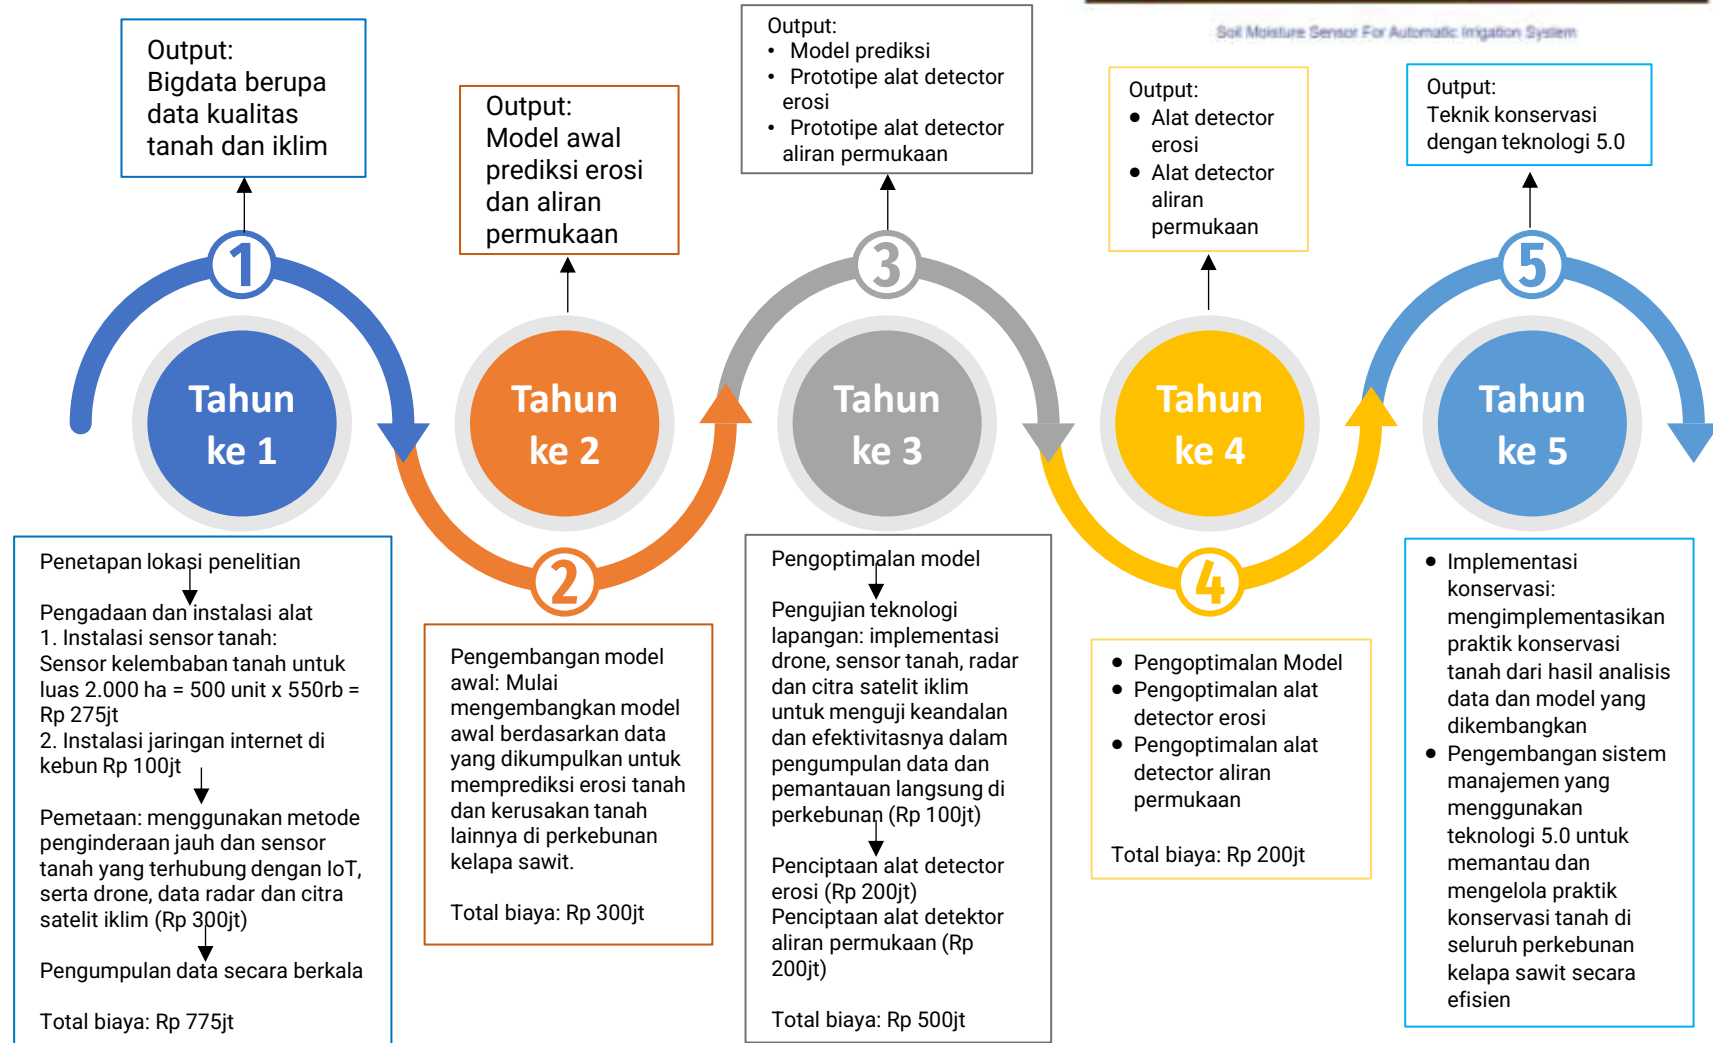 Soil Moisture Sensor For Automatic Irrigation System
Output:
Bigdata berupa
data kualitas
tanah dan iklim
Output:
Model awal
prediksi erosi
dan aliran
permukaan
Output:
• Model prediksi
• Prototipe alat detector
erosi
• Prototipe alat detector
aliran permukaan
Output:
● Alat detector
erosi
● Alat detector
aliran
permukaan
Output:
Teknik konservasi
dengan teknologi 5.0
1
2
3
4
5
Tahun
ke 1
Tahun
ke 2
Tahun
ke 3
Tahun
ke 4
Tahun
ke 5
Penetapan lokasi penelitian
Pengadaan dan instalasi alat
1. Instalasi sensor tanah:
Sensor kelembaban tanah untuk
luas 2.000 ha = 500 unit x 550rb =
Rp 275jt
2. Instalasi jaringan internet di
kebun Rp 100jt
Pemetaan: menggunakan metode
penginderaan jauh dan sensor
tanah yang terhubung dengan IoT,
serta drone, data radar dan citra
satelit iklim (Rp 300jt)
Pengumpulan data secara berkala
Total biaya: Rp 775jt
Pengembangan model
awal: Mulai
mengembangkan model
awal berdasarkan data
yang dikumpulkan untuk
memprediksi erosi tanah
dan kerusakan tanah
lainnya di perkebunan
kelapa sawit.
Total biaya: Rp 300jt
Pengoptimalan model
Pengujian teknologi
lapangan: implementasi
drone, sensor tanah, radar
dan citra satelit iklim
untuk menguji keandalan
dan efektivitasnya dalam
pengumpulan data dan
pemantauan langsung di
perkebunan (Rp 100jt)
Penciptaan alat detector
erosi (Rp 200jt)
Penciptaan alat detektor
aliran permukaan (Rp
200jt)
Total biaya: Rp 500jt
● Pengoptimalan Model
● Pengoptimalan alat
detector erosi
● Pengoptimalan alat
detector aliran
permukaan
Total biaya: Rp 200jt
● Implementasi
konservasi:
mengimplementasikan
praktik konservasi
tanah dari hasil analisis
data dan model yang
dikembangkan
● Pengembangan sistem
manajemen yang
menggunakan
teknologi 5.0 untuk
memantau dan
mengelola praktik
konservasi tanah di
seluruh perkebunan
kelapa sawit secara
efisien